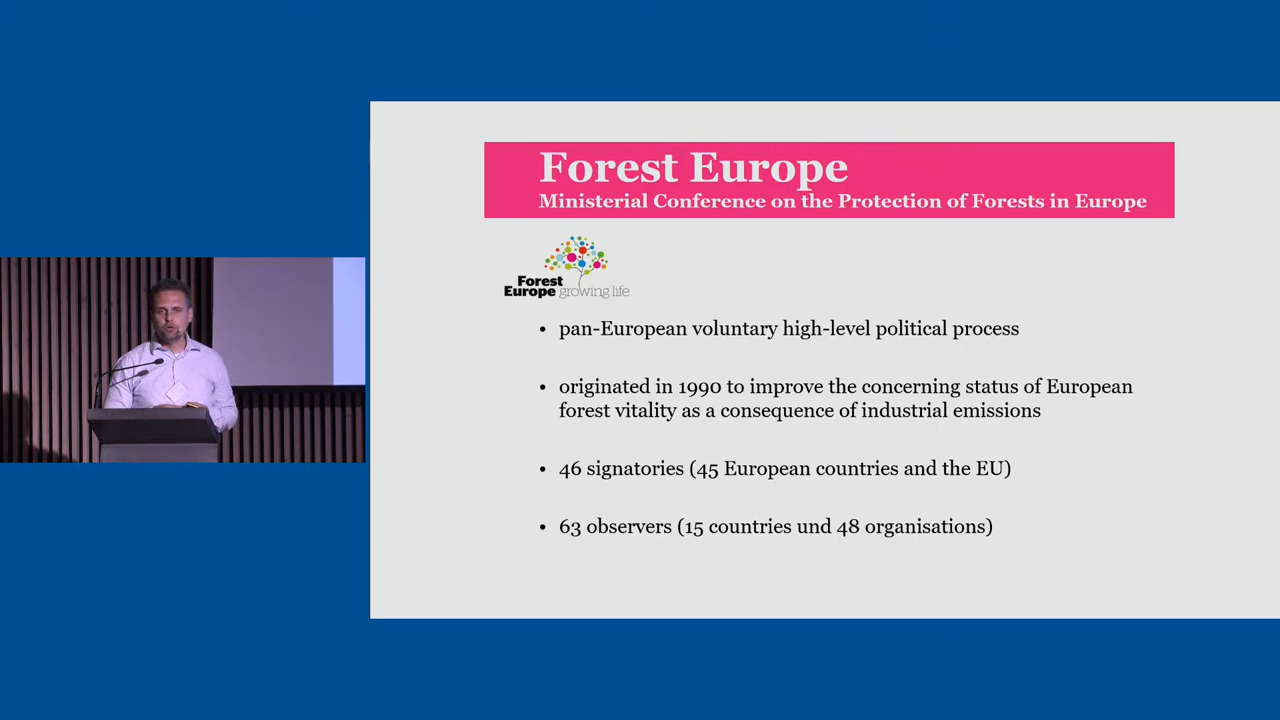 Forest Europe
Ministerial Conference on the Protection of Forests in Europe
Forest
Europe growing life
• pan-European voluntary high-level political process
• originated in 1990 to improve the concerning status of European
forest vitality as a consequence of industrial emissions
• 46 signatories (45 European countries and the EU)
• 63 observers (15 countries und 48 organisations)